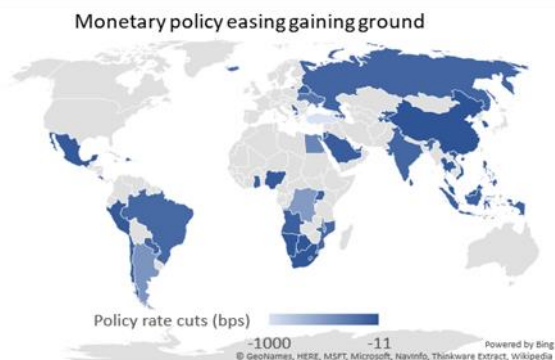 Monetary policy easing gaining ground
Policy rate cuts (bps)
-1000
-11
Powered by Bing
© GeoNames, HERE, MSFT, Microsoft, NavInfo, Thinkware Extract, Wikipedia